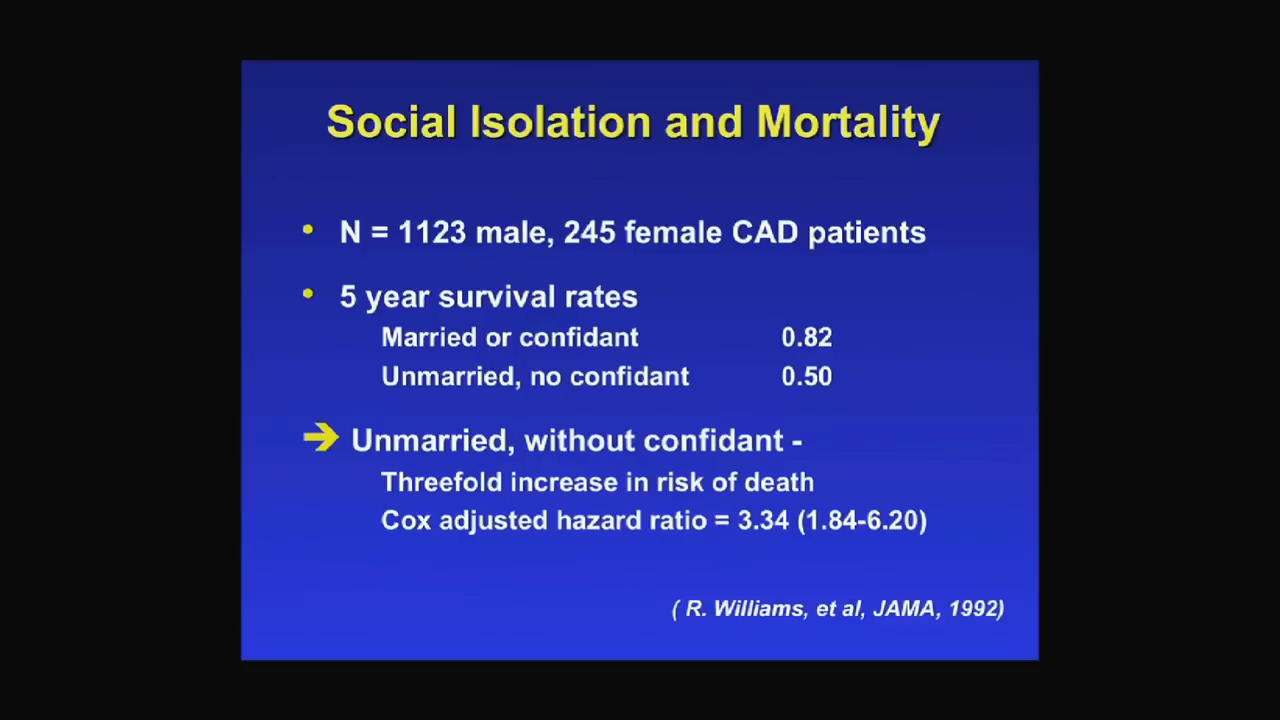 Social Isolation and Mortality
• N = 1123 male, 245 female CAD patients
• 5 year survival rates
Married or confidant 0.82
Unmarried, no confidant 0.50
➔ Unmarried, without confidant -
Threefold increase in risk of death
Cox adjusted hazard ratio = 3.34 (1.84-6.20)
( R. Williams, et al, JAMA, 1992)